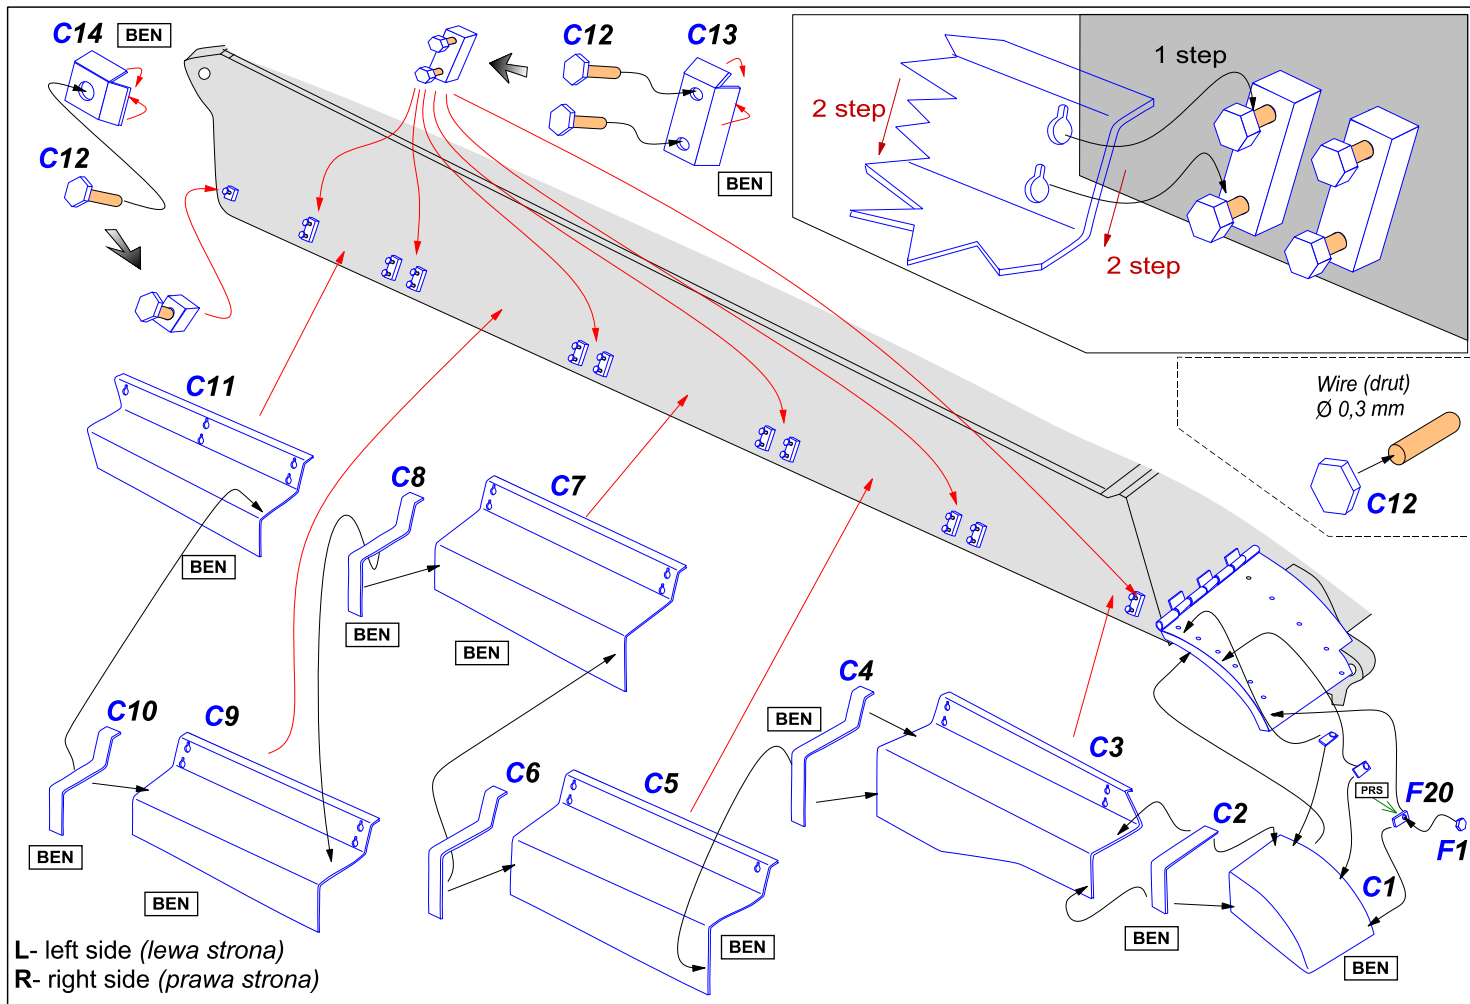 C14 BEN
C12
C13
BEN
C12
1 step
2 step
2 step
Wire (drut)
Ø 0,3 mm
C12
C11
BEN
C8
BEN
C7
BEN
C10
BEN
C9
BEN
C6
C5
BEN
C4
BEN
C3
C2
BEN
C1
BEN
PRS
F20
F1
L- left side (lewa strona)
R- right side (prawa strona)